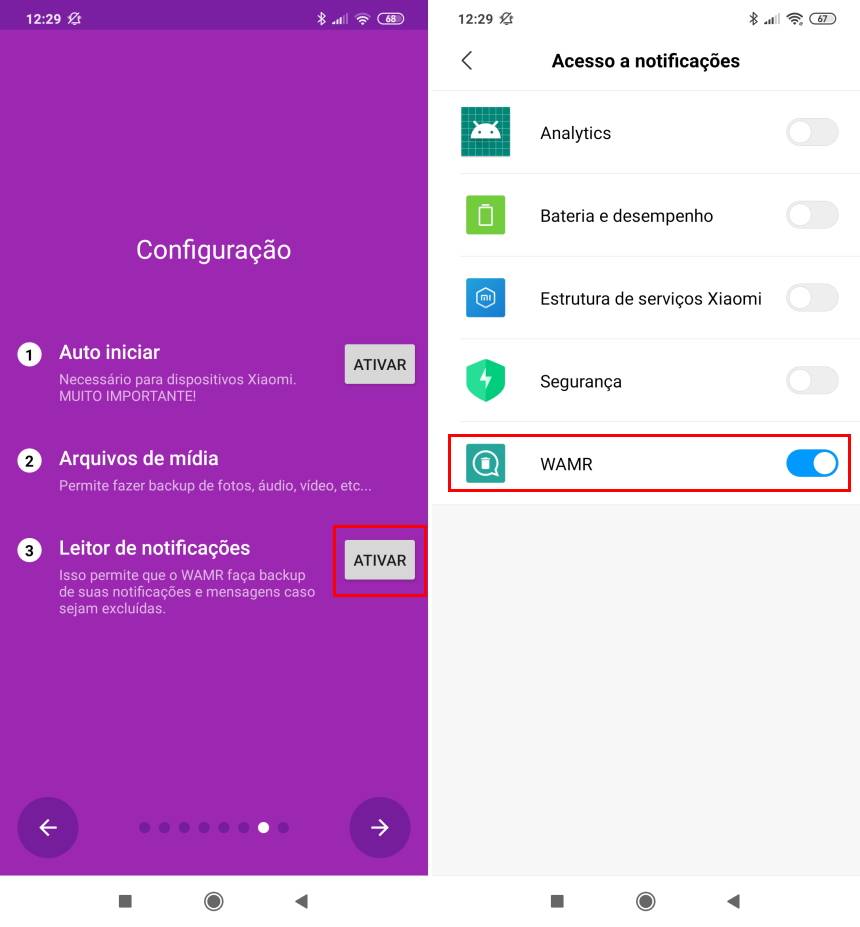 12:29
68
Configuração
1
Auto iniciar
Necessário para dispositivos Xiaomi.
MUITO IMPORTANTE!
ATIVAR
2
Arquivos de mídia
Permite fazer backup de fotos, áudio, vídeo, etc...
3
Leitor de notificações
Isso permite que o WAMR faça backup
de suas notificações e mensagens caso
sejam excluídas.
ATIVAR
12:29
67
Acesso a notificações
Analytics
Bateria e desempenho
Estrutura de serviços Xiaomi
Segurança
WAMR